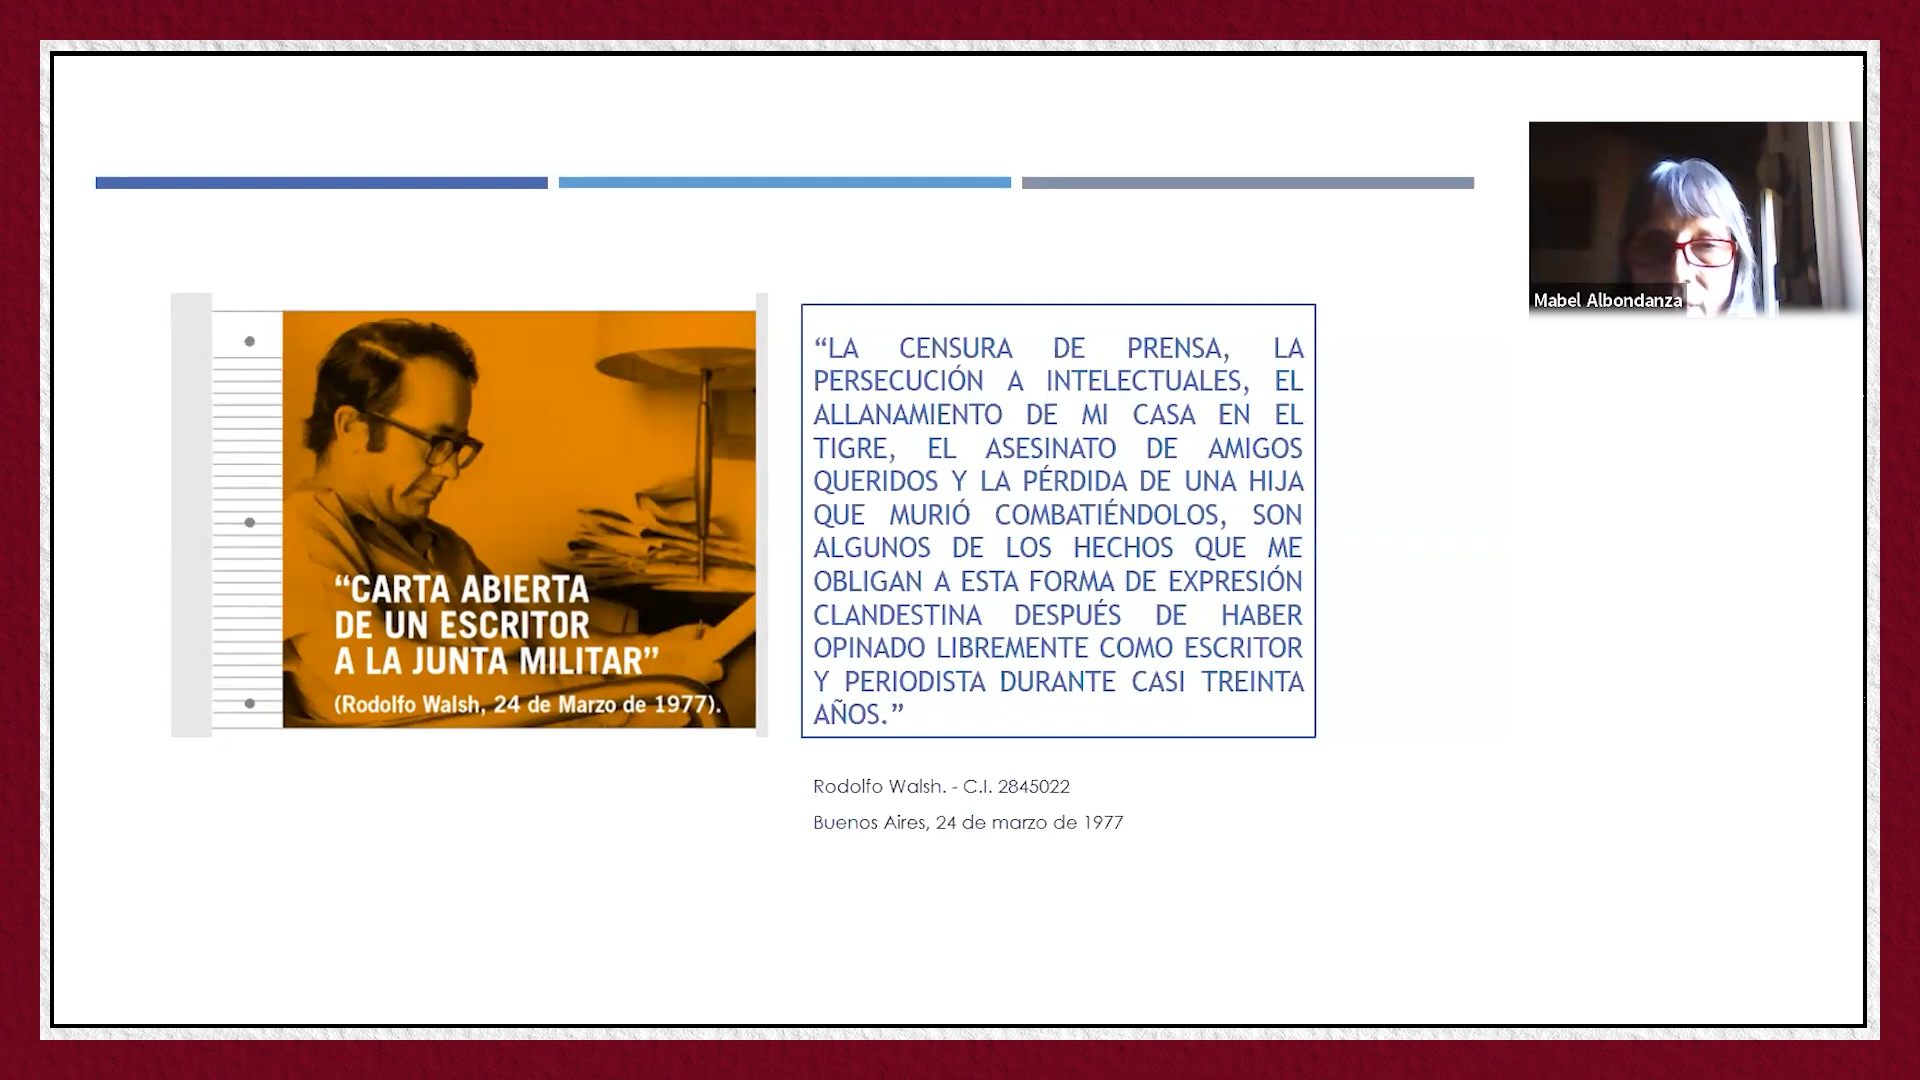 Mabel Albondanza
“CARTA ABIERTA
DE UN ESCRITOR
A LA JUNTA MILITAR”
(Rodolfo Walsh, 24 de Marzo de 1977).
“LA CENSURA DE PRENSA, LA
PERSECUCIÓN A INTELECTUALES, EL
ALLANAMIENTO DE MI CASA EN EL
TIGRE, EL ASESINATO DE AMIGOS
QUERIDOS Y LA PÉRDIDA DE UNA HIJA
QUE MURIÓ COMBATIÉNDOLOS, SON
ALGUNOS DE LOS HECHOS QUE ME
OBLIGAN A ESTA FORMA DE EXPRESIÓN
CLANDESTINA DESPUÉS DE HABER
OPINADO LIBREMENTE COMO ESCRITOR
Y PERIODISTA DURANTE CASI TREINTA
AÑOS.”
Rodolfo Walsh. - C.I. 2845022
Buenos Aires, 24 de marzo de 1977